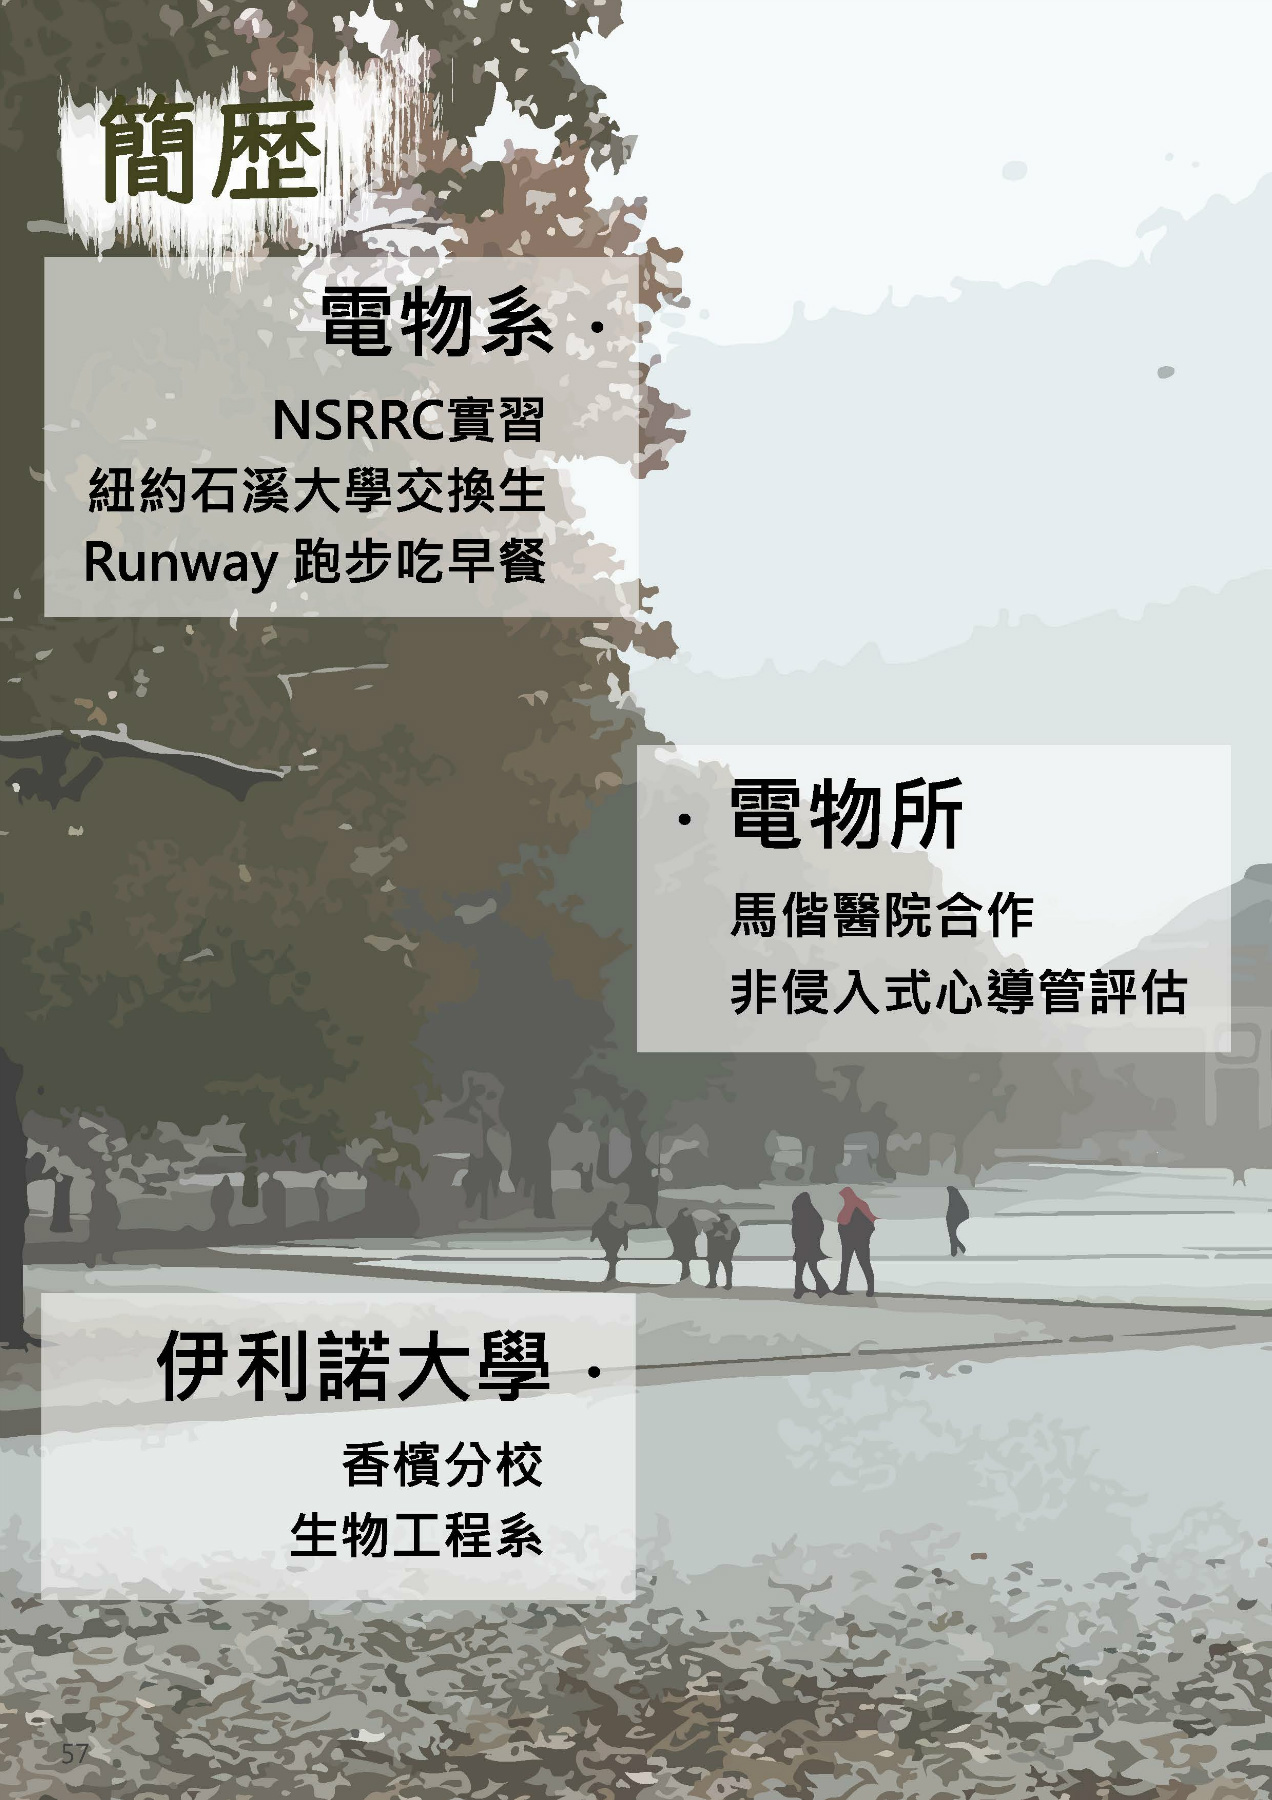 簡歷
電物系 ·
NSRRC實習
紐約石溪大學交換生
Runway 跑步吃早餐
· 電物所
馬偕醫院合作
非侵入式心導管評估
伊利諾大學 ·
香檳分校
生物工程系
57